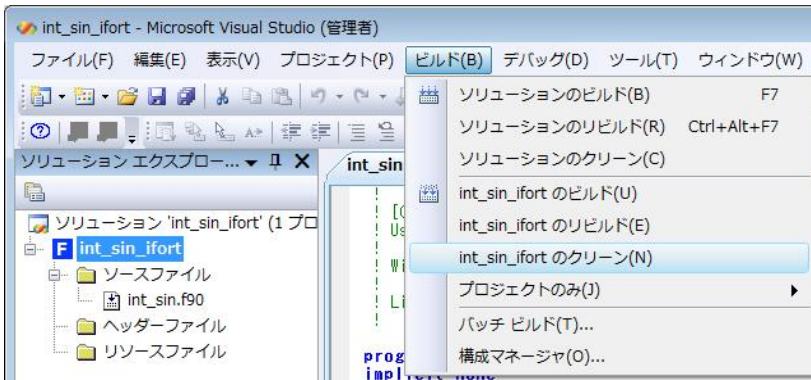 int_sin_ifort - Microsoft Visual Studio (管理者)
ファイル(F) 編集(E) 表示(V) プロジェクト(P) ビルド(B) デバッグ(D) ツール(T) ウィンドウ(W)
ソリューション エクスプロー...
ソリューション 'int_sin_ifort' (1 プロ
F int_sin_ifort
ソースファイル
int_sin.f90
ヘッダーファイル
リソースファイル
int_sin
[
Us
Wi
Li
prog
implicit none
ソリューションのビルド(B) F7
ソリューションのリビルド(R) Ctrl+Alt+F7
ソリューションのクリーン(C)
int_sin_ifort のビルド(U)
int_sin_ifort のリビルド(E)
int_sin_ifort のクリーン(N)
プロジェクトのみ(J)
バッチ ビルド(T)...
構成マネージャ(O)...